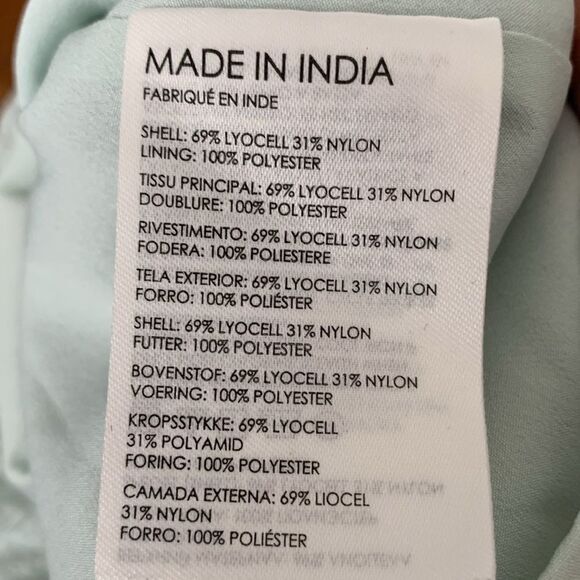 MADE IN INDIA
FABRIQUÉ EN INDE
SHELL: 69% LYOCELL 31% NYLON
LINING: 100% POLYESTER
TISSU PRINCIPAL: 69% LYOCELL 31% NYLON
DOUBLURE: 100% POLYESTER
RIVESTIMENTO: 69% LYOCELL 31% NYLON
FODERA: 100% POLIESTERE
TELA EXTERIOR: 69% LYOCELL 31% NYLON
FORRO: 100% POLIÉSTER
SHELL: 69% LYOCELL 31% NYLON
FUTTER: 100% POLYESTER
BOVENSTOF: 69% LYOCELL 31% NYLON
VOERING: 100% POLYESTER
KROPSSTYKKE: 69% LYOCELL
31% POLYAMID
FORING: 100% POLYESTER
CAMADA EXTERNA: 69% LIOCEL
31% NYLON
FORRO: 100% POLIÉSTER